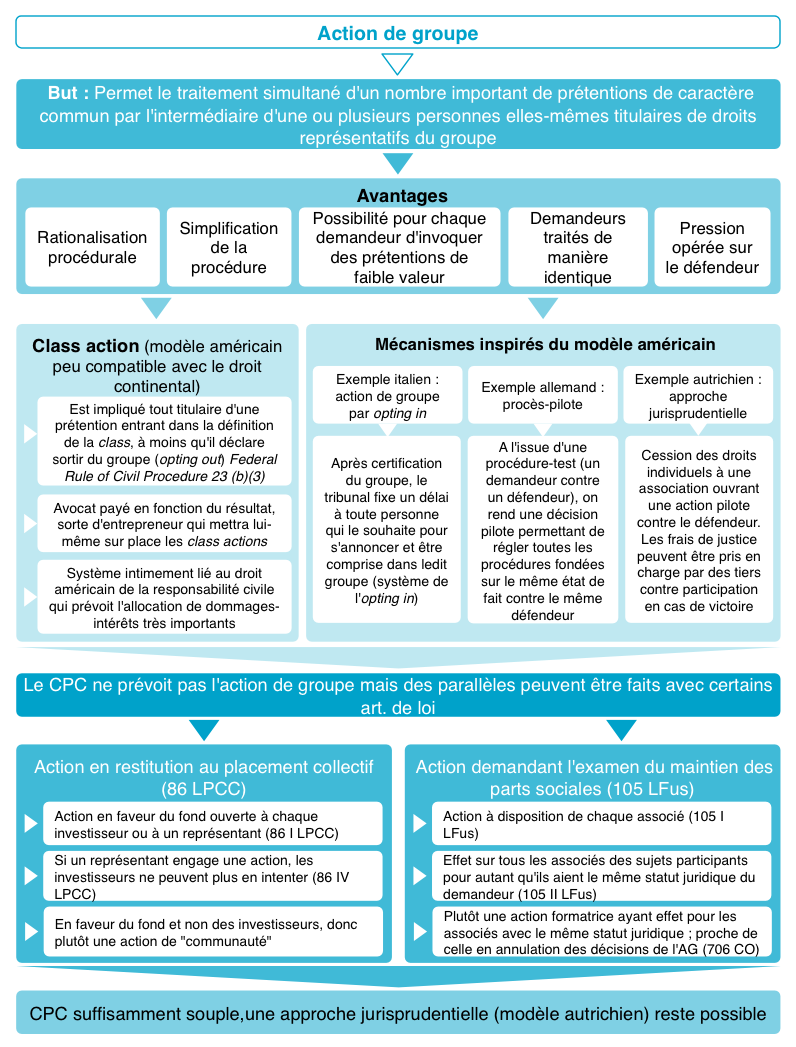 Action de groupe
But : Permet le traitement simultané d'un nombre important de prétentions de caractère
commun par l'intermédiaire d'une ou plusieurs personnes elles-mêmes titulaires de droits
représentatifs du groupe
Avantages
Rationalisation
procédurale
Simplification
de la
procédure
Possibilité pour chaque
demandeur d'invoquer
des prétentions de
faible valeur
Demandeurs
traités de
manière
identique
Pression
opérée sur
le défendeur
Class action (modèle américain
peu compatible avec le droit
continental)
Est impliqué tout titulaire d'une
prétention entrant dans la définition
de la class, à moins qu'il déclare
sortir du groupe (opting out) Federal
Rule of Civil Procedure 23 (b)(3)
Avocat payé en fonction du résultat,
sorte d'entrepreneur qui mettra lui-
même sur place les class actions
Système intimement lié au droit
américain de la responsabilité civile
qui prévoit l'allocation de dommages-
intérêts très importants
Mécanismes inspirés du modèle américain
Exemple italien :
action de groupe
par opting in
Après certification
du groupe, le
tribunal fixe un délai
à toute personne
qui le souhaite pour
s'annoncer et être
comprise dans ledit
groupe (système de
l'opting in)
Exemple allemand :
procès-pilote
A l'issue d'une
procédure-test (un
demandeur contre
un défendeur), on
rend une décision
pilote permettant de
régler toutes les
procédures fondées
sur le même état de
fait contre le même
défendeur
Exemple autrichien :
approche
jurisprudentielle
Cession des droits
individuels à une
association ouvrant
une action pilote
contre le défendeur.
Les frais de justice
peuvent être pris en
charge par des tiers
contre participation
en cas de victoire
Le CPC ne prévoit pas l'action de groupe mais des parallèles peuvent être faits avec certains
art. de loi
Action en restitution au placement collectif
(86 LPCC)
Action en faveur du fond ouverte à chaque
investisseur ou à un représentant (86 I LPCC)
Si un représentant engage une action, les
investisseurs ne peuvent plus en intenter (86 IV
LPCC)
En faveur du fond et non des investisseurs, donc
plutôt une action de "communauté"
Action demandant l'examen du maintien des
parts sociales (105 LFus)
Action à disposition de chaque associé (105 I
LFus)
Effet sur tous les associés des sujets participants
pour autant qu'ils aient le même statut juridique du
demandeur (105 II LFus)
Plutôt une action formatrice ayant effet pour les
associés avec le même statut juridique ; proche de
celle en annulation des décisions de l'AG (706 CO)
CPC suffisamment souple,une approche jurisprudentielle (modèle autrichien) reste possible